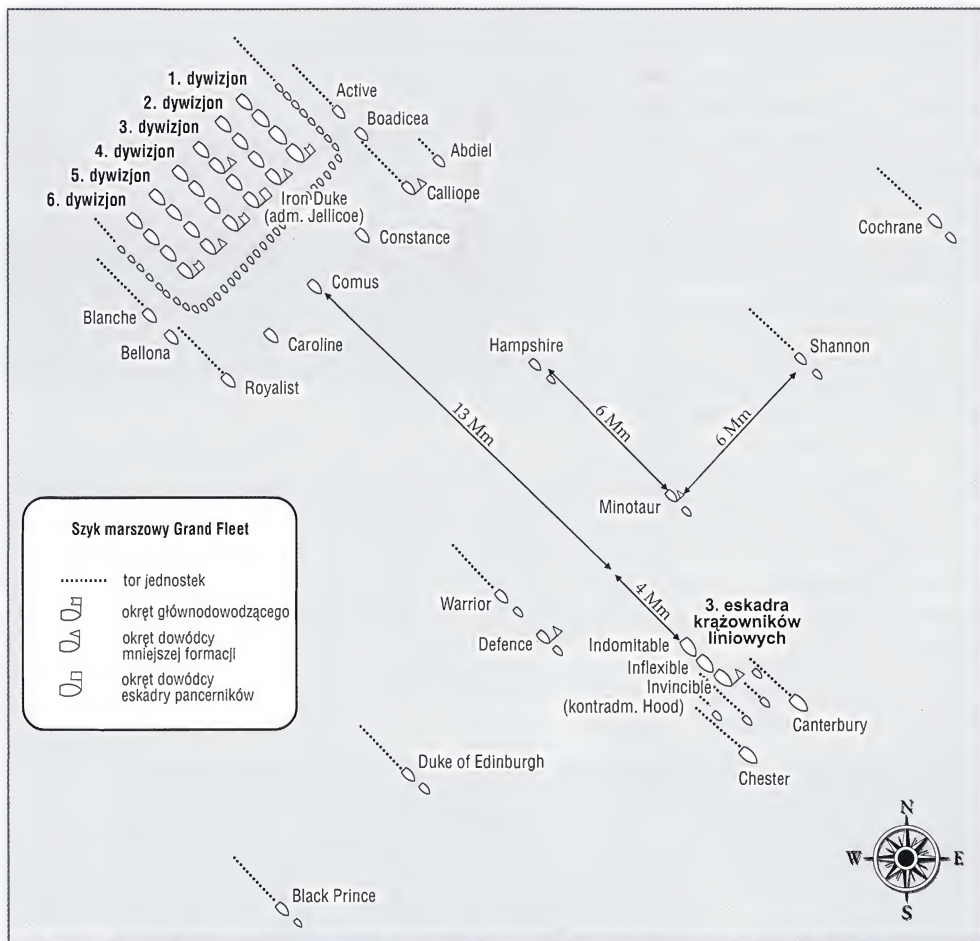 1. dywizjon
2. dywizjon
3. dywizjon
4. dywizjon
5. dywizjon
6. dywizjon
Active
Boadicea
Abdiel
Calliope
Iron Duke
(adm. Jellicoe)
Constance
Cochrane
Comus
Blanche
Bellona
Caroline
Royalist
Hampshire
Shannon
13 Mm
6 Mm
6 Mm
Minotaur
Szyk marszowy Grand Fleet
tor jednostek
okręt głównodowodzącego
okręt dowódcy
mniejszej formacji
okręt dowódcy
eskadry pancerników
Warrior
Defence
4 Mm
3. eskadra
krążowników
liniowych
Indomitable
Inflexible
Invincible
(kontradm. Hood)
Canterbury
Chester
Duke of Edinburgh
Black Prince
N
W
E
S